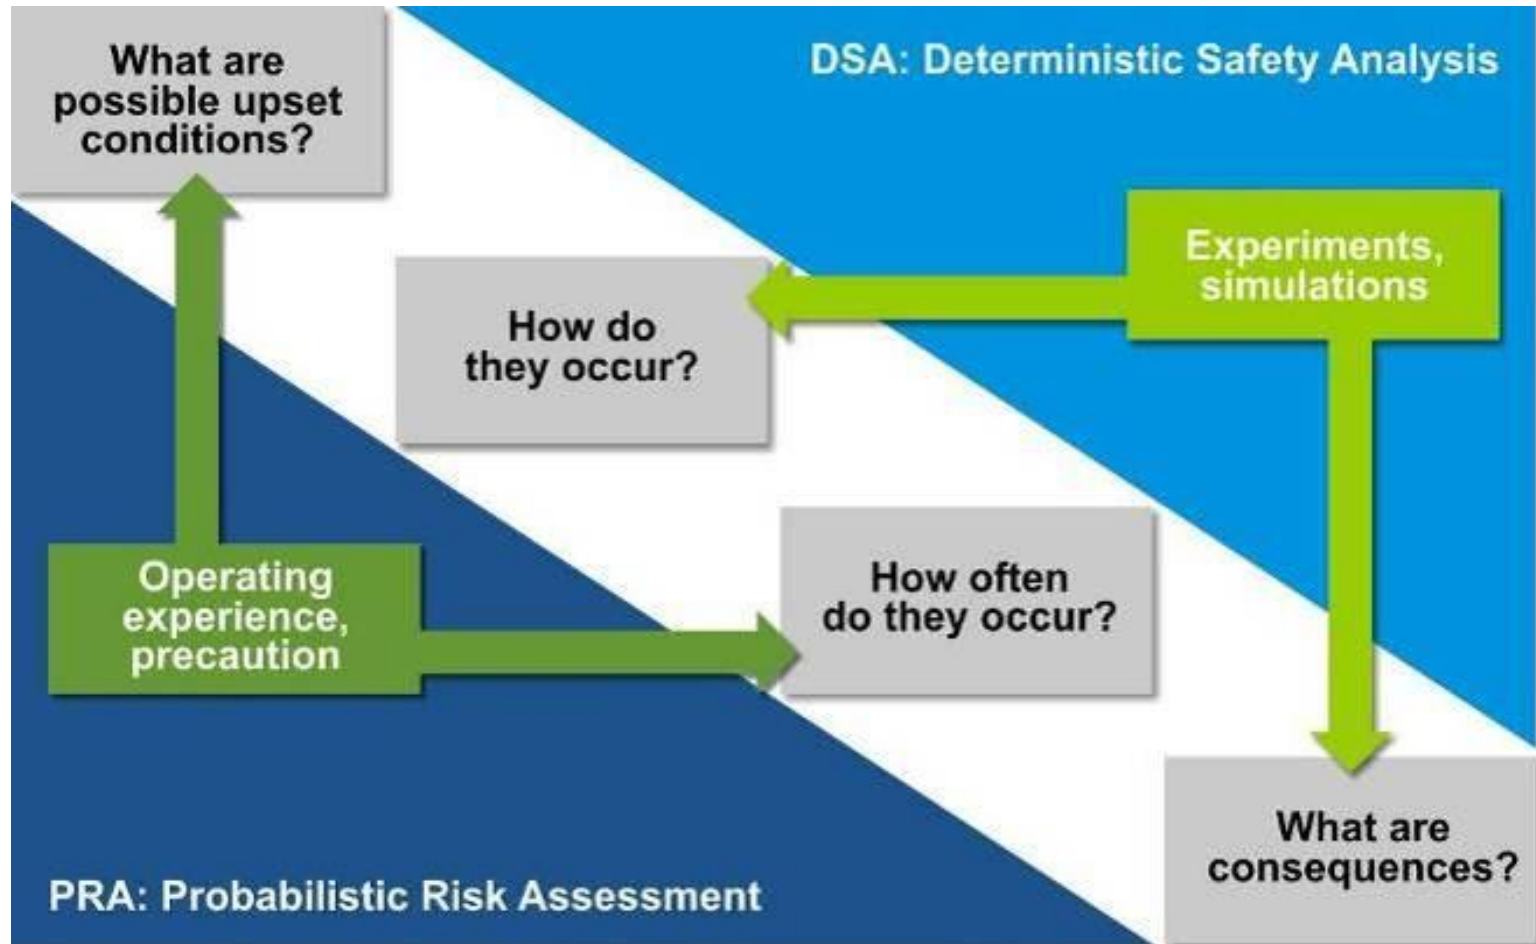 What are
possible upset
conditions?
DSA: Deterministic Safety Analysis
Experiments,
simulations
How do
they occur?
How often
do they occur?
Operating
experience,
precaution
What are
consequences?
PRA: Probabilistic Risk Assessment